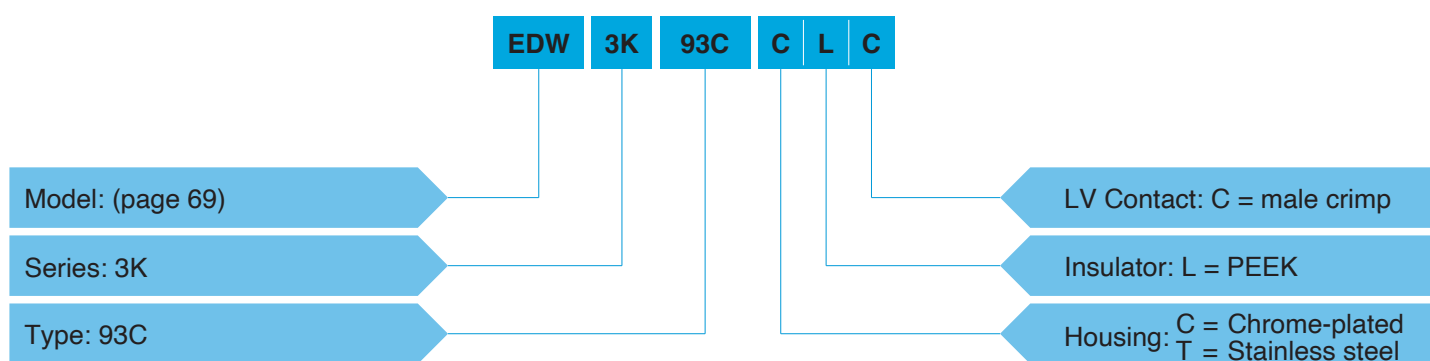 EDW 3K 93C C L C
Model: (page 69)
LV Contact: C = male crimp
Series: 3K
Insulator: L = PEEK
Type: 93C
Housing: C = Chrome-plated
T = Stainless steel